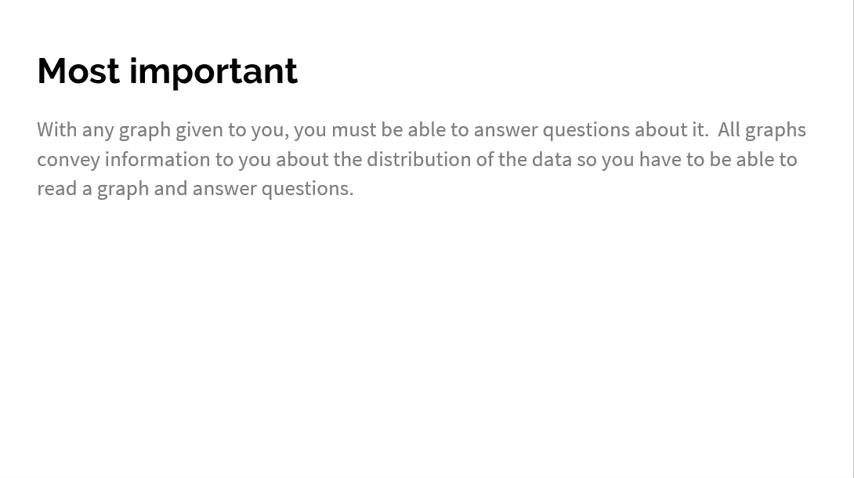 Most important
With any graph given to you, you must be able to answer questions about it.  All graphs
convey information to you about the distribution of the data so you have to be able to
read a graph and answer questions.